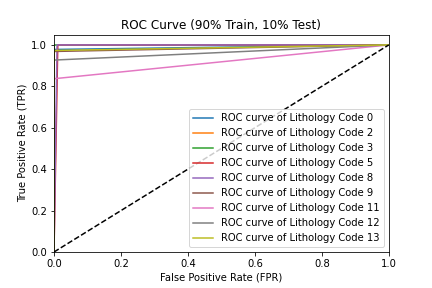 ROC Curve (90% Train, 10% Test)
True Positive Rate (TPR)
1.0
0.8
0.6
0.4
0.2
0.0
ROC curve of Lithology Code 0
ROC curve of Lithology Code 2
ROC curve of Lithology Code 3
ROC curve of Lithology Code 5
ROC curve of Lithology Code 8
ROC curve of Lithology Code 9
ROC curve of Lithology Code 11
ROC curve of Lithology Code 12
ROC curve of Lithology Code 13
0.0 0.2 0.4 0.6 0.8 1.0
False Positive Rate (FPR)